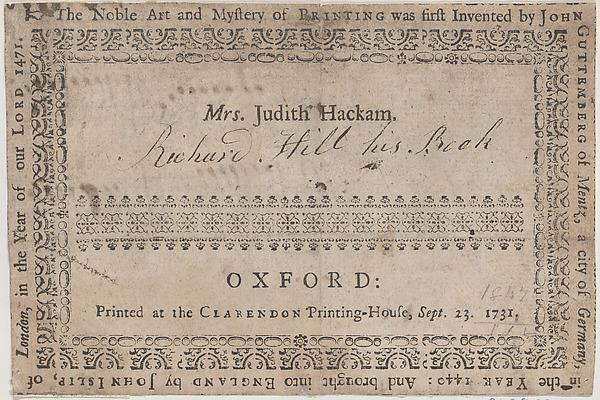 The Noble Art and Myſtery of PRINTING was firſt Invented by JOHN
GUTTEMBERG of Mentz, a city of Germany,
in the YEAR 1440: And brought into ENGLAND by JOHN ISLIP, of
London, in the Year of our LORD 1471.
Mrs. Judith Hackam.
Richard Hill his Book
OXFORD:
Printed at the CLARENDON Printing-Houſe, Sept. 23. 1731.